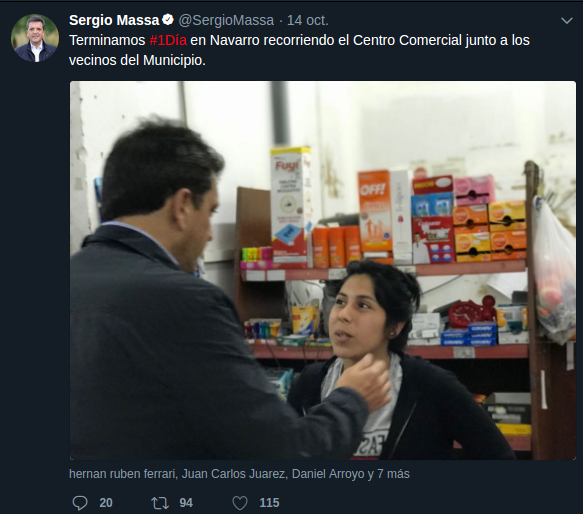 Sergio Massa @SergioMassa · 14 oct.
Terminamos #1Día en Navarro recorriendo el Centro Comercial junto a los
vecinos del Municipio.
Fuyi
OFF!
hernan ruben ferrari, Juan Carlos Juarez, Daniel Arroyo y 7 más
20 94 115